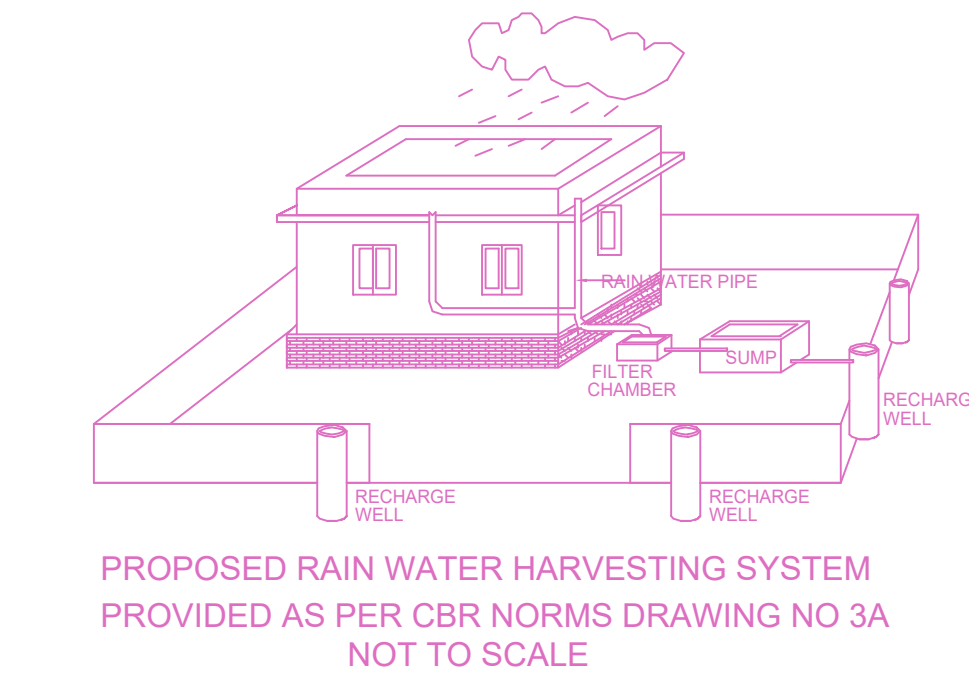 RAIN WATER PIPE
SUMP
FILTER
CHAMBER
RECHARG
WELL
RECHARGE
WELL
RECHARGE
WELL
PROPOSED RAIN WATER HARVESTING SYSTEM
PROVIDED AS PER CBR NORMS DRAWING NO 3A
NOT TO SCALE